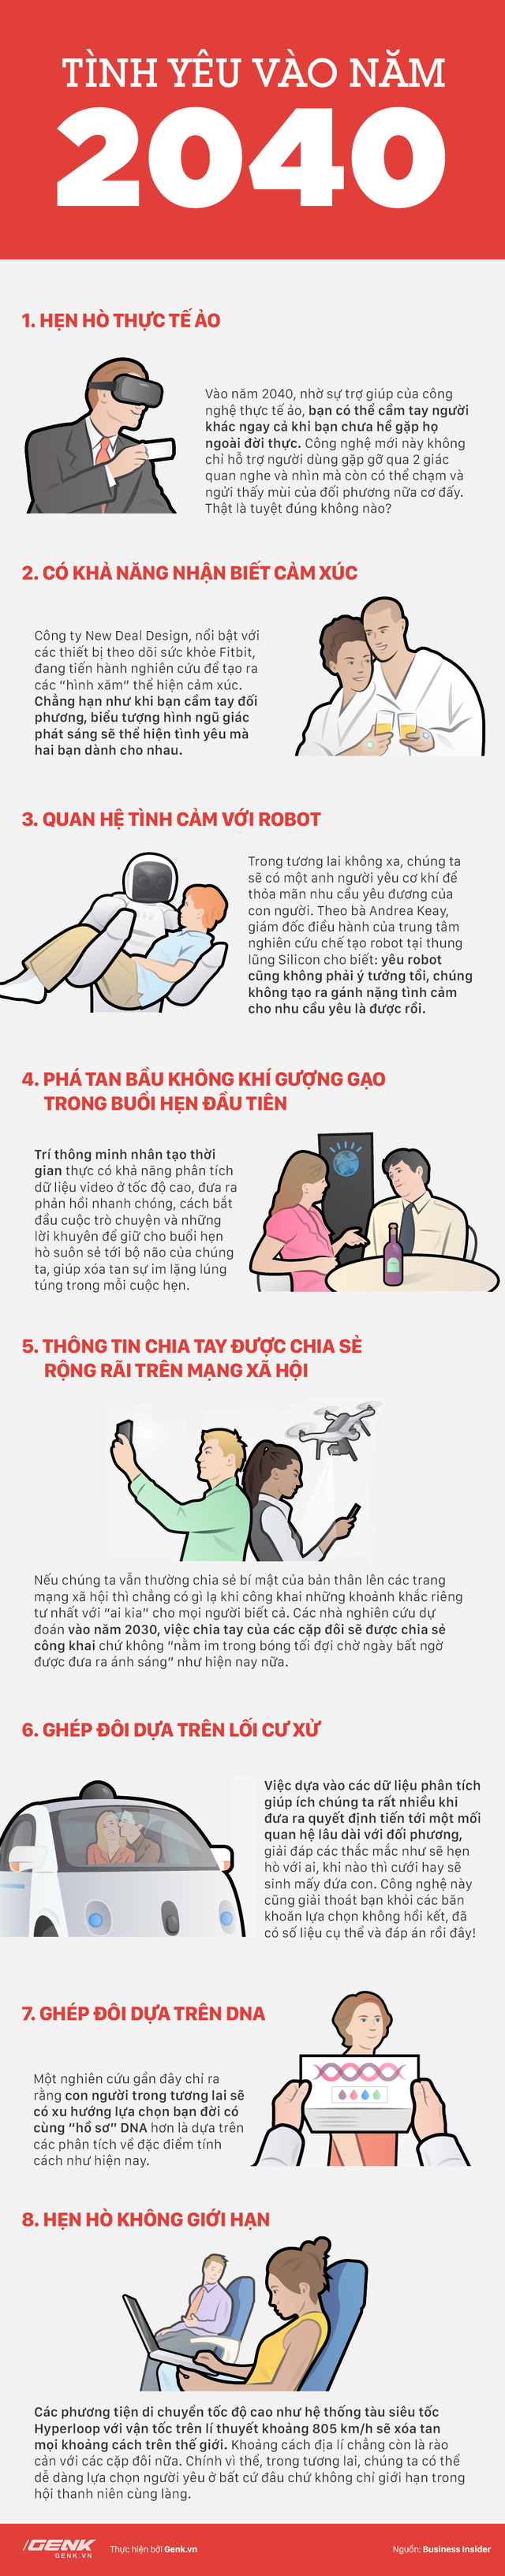 TÌNH YÊU VÀO NĂM
2040
1. HẸN HÒ THỰC TẾ ẢO
Vào năm 2040, nhờ sự trợ giúp của công
nghệ thực tế ảo, bạn có thể cầm tay người
khác ngay cả khi bạn chưa hề gặp họ
ngoài đời thực. Công nghệ mới này không
chỉ hỗ trợ người dùng gặp gỡ qua 2 giác
quan nghe và nhìn mà còn có thể chạm và
ngửi thấy mùi của đối phương nữa cơ đấy.
Thật là tuyệt đúng không nào?
2. CÓ KHẢ NĂNG NHẬN BIẾT CẢM XÚC
Công ty New Deal Design, nổi bật với
các thiết bị theo dõi sức khỏe Fitbit,
đang tiến hành nghiên cứu để tạo ra
các “hình xăm” thể hiện cảm xúc.
Chẳng hạn như khi bạn cầm tay đối
phương, biểu tượng hình ngũ giác
phát sáng sẽ thể hiện tình yêu mà
hai bạn dành cho nhau.
3. QUAN HỆ TÌNH CẢM VỚI ROBOT
Trong tương lai không xa, chúng ta
sẽ có một anh người yêu cơ khí để
thỏa mãn nhu cầu yêu đương của
con người. Theo bà Andrea Keay,
giám đốc điều hành của trung tâm
nghiên cứu chế tạo robot tại thung
lũng Silicon cho biết: yêu robot
cũng không phải ý tưởng tồi, chúng
không tạo ra gánh nặng tình cảm
cho nhu cầu yêu là được rồi.
4. PHÁ TAN BẦU KHÔNG KHÍ GƯỢNG GẠO
TRONG BUỔI HẸN ĐẦU TIÊN
Trí thông minh nhân tạo thời
gian thực có khả năng phân tích
dữ liệu video ở tốc độ cao, đưa ra
phản hồi nhanh chóng, cách bắt
đầu cuộc trò chuyện và những
lời khuyên để giữ cho buổi hẹn
hò suôn sẻ tới bộ não của chúng
ta, giúp xóa tan sự im lặng lúng
túng trong mỗi cuộc hẹn.
5. THÔNG TIN CHIA TAY ĐƯỢC CHIA SẺ
RỘNG RÃI TRÊN MẠNG XÃ HỘI
Nếu chúng ta vẫn thường chia sẻ bí mật của bản thân lên các trang
mạng xã hội thì chẳng có gì lạ khi công khai những khoảnh khắc riêng
tư nhất với “ai kia” cho mọi người biết cả. Các nhà nghiên cứu dự
đoán vào năm 2030, việc chia tay của các cặp đôi sẽ được chia sẻ
công khai chứ không “nằm im trong bóng tối đợi chờ ngày bất ngờ
được đưa ra ánh sáng” như hiện nay nữa.
6. GHÉP ĐÔI DỰA TRÊN LỐI CƯ XỬ
Việc dựa vào các dữ liệu phân tích
giúp ích chúng ta rất nhiều khi
đưa ra quyết định tiến tới một mối
quan hệ lâu dài với đối phương,
giải đáp các thắc mắc như sẽ hẹn
hò với ai, khi nào thì cưới hay sẽ
sinh mấy đứa con. Công nghệ này
cũng giải thoát bạn khỏi các băn
khoăn lựa chọn không hồi kết, đã
có số liệu cụ thể và đáp án rồi đây!
7. GHÉP ĐÔI DỰA TRÊN DNA
Một nghiên cứu gần đây chỉ ra
rằng con người trong tương lai sẽ
có xu hướng lựa chọn bạn đời có
cùng “hồ sơ” DNA hơn là dựa trên
các phân tích về đặc điểm tính
cách như hiện nay.
8. HẸN HÒ KHÔNG GIỚI HẠN
Các phương tiện di chuyển tốc độ cao như hệ thống tàu siêu tốc
Hyperloop với vận tốc trên lí thuyết khoảng 805 km/h sẽ xóa tan
mọi khoảng cách trên thế giới. Khoảng cách địa lí chẳng còn là rào
cản với các cặp đôi nữa. Chính vì thế, trong tương lai, chúng ta có thể
dễ dàng lựa chọn người yêu ở bất cứ đâu chứ không chỉ giới hạn trong
hội thanh niên cùng làng.
GENK
GENK.VN
Thực hiện bởi Genk.vn
Nguồn: Business Insider